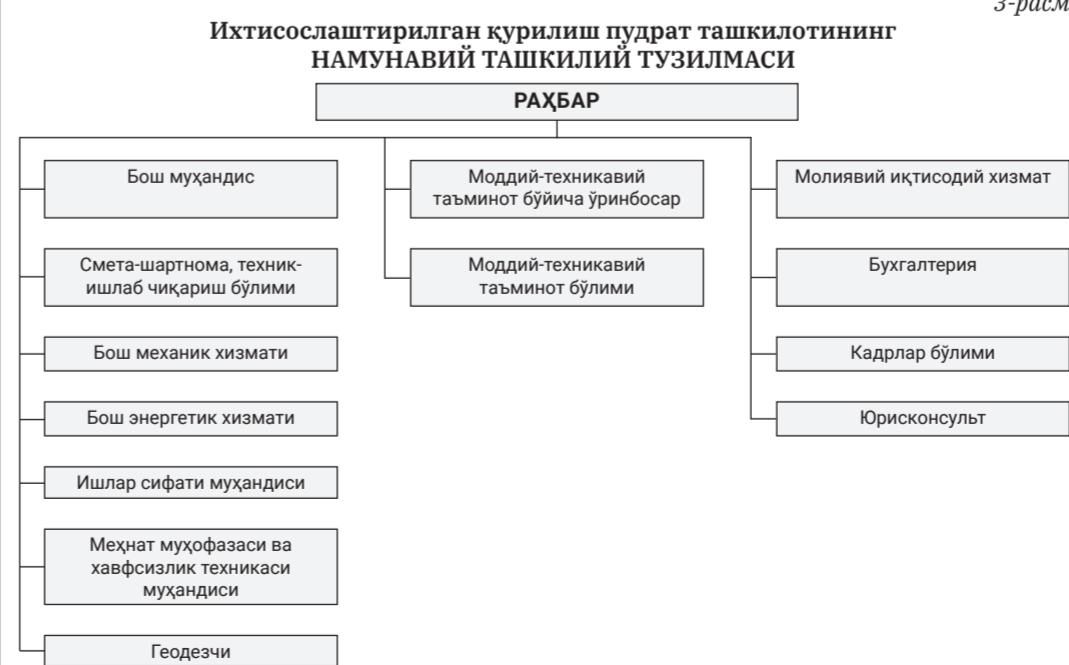 3-расм
Ихтисослаштирилган қурилиш пудрат ташкилотининг
НАМУНАВИЙ ТАШКИЛИЙ ТУЗИЛМАСИ
РАҲБАР
Бош муҳандис
Смета-шартнома, техник-
ишлаб чиқариш бўлими
Бош механик хизмати
Бош энергетик хизмати
Ишлар сифати муҳандиси
Меҳнат муҳофазаси ва
хавфсизлик техникаси
муҳандиси
Геодезчи
Моддий-техникавий
таъминот бўйича ўринбосар
Моддий-техникавий
таъминот бўлими
Молиявий иқтисодий хизмат
Бухгалтерия
Кадрлар бўлими
Юрисконсульт